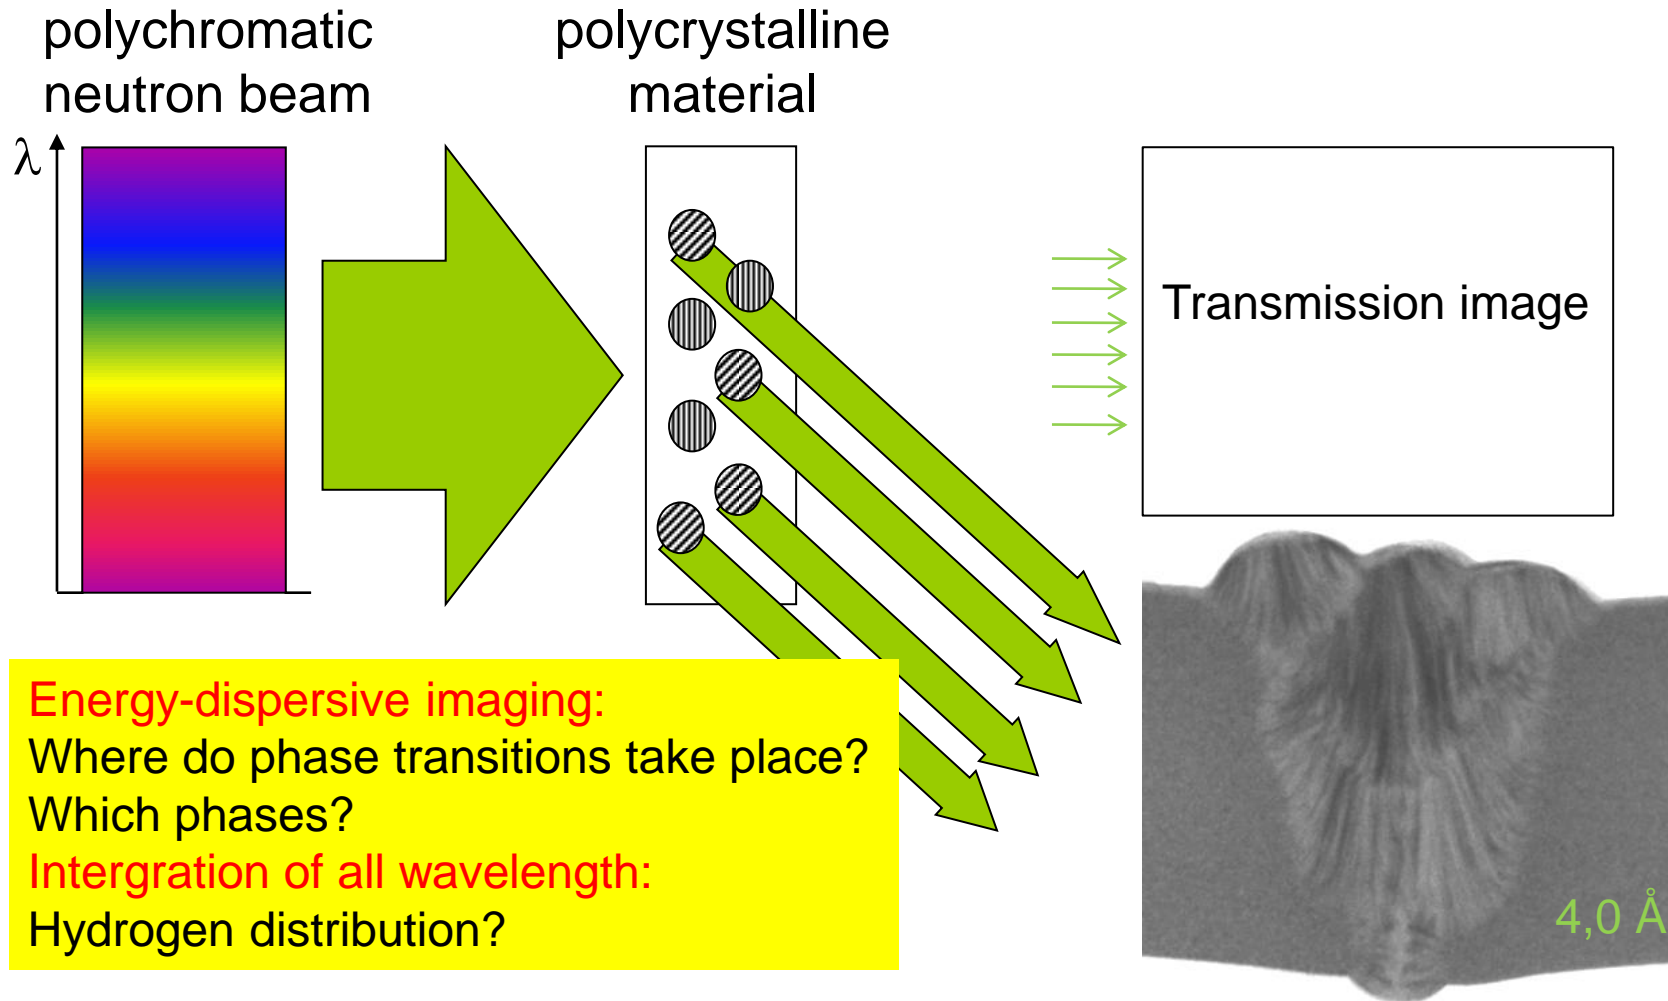 polychromatic
neutron beam
polycrystalline
material
λ
Transmission image
Energy-dispersive imaging:
Where do phase transitions take place?
Which phases?
Intergration of all wavelength:
Hydrogen distribution?
4,0 Å